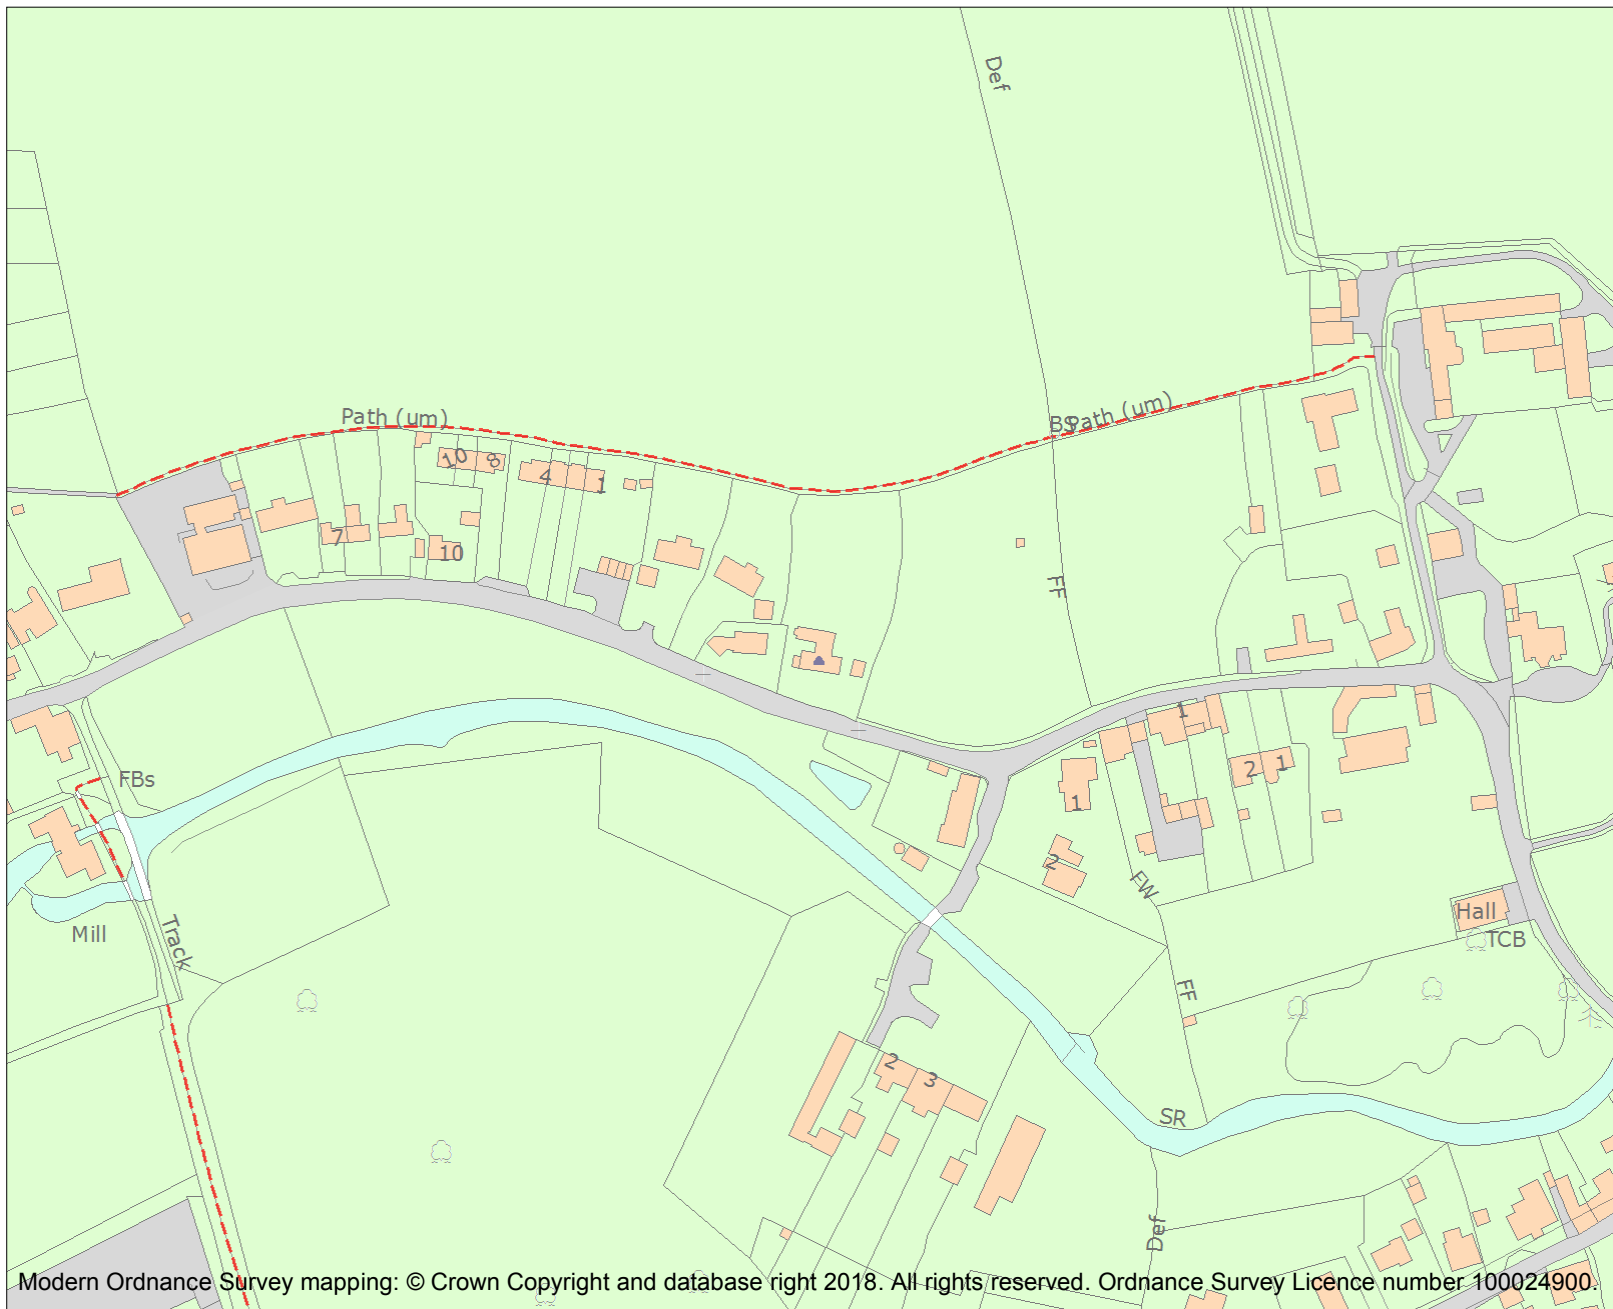 Def
Path (um)
BS
Path (um)
10
8
4
1
7
10
FF
1
FBs
2
1
1
2
FW
Mill
Track
Hall
TCB
FF
2
3
SR
Def
Modern Ordnance Survey mapping: © Crown Copyright and database right 2018. All rights reserved. Ordnance Survey Licence number 100024900.